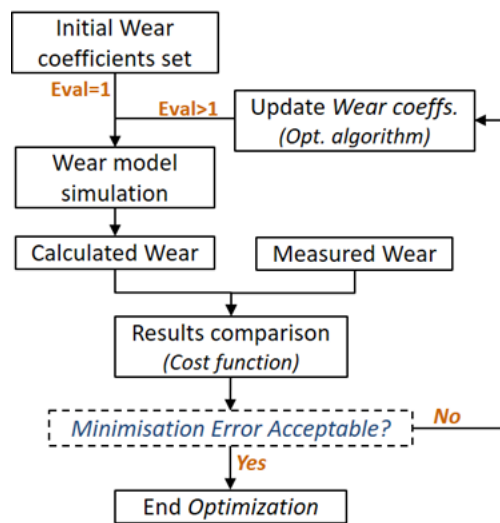 Initial Wear
coefficients set
Eval=1
Eval>1
Update Wear coeffs.
(Opt. algorithm)
Wear model
simulation
Calculated Wear
Measured Wear
Results comparison
(Cost function)
Minimisation Error Acceptable?
No
Yes
End Optimization